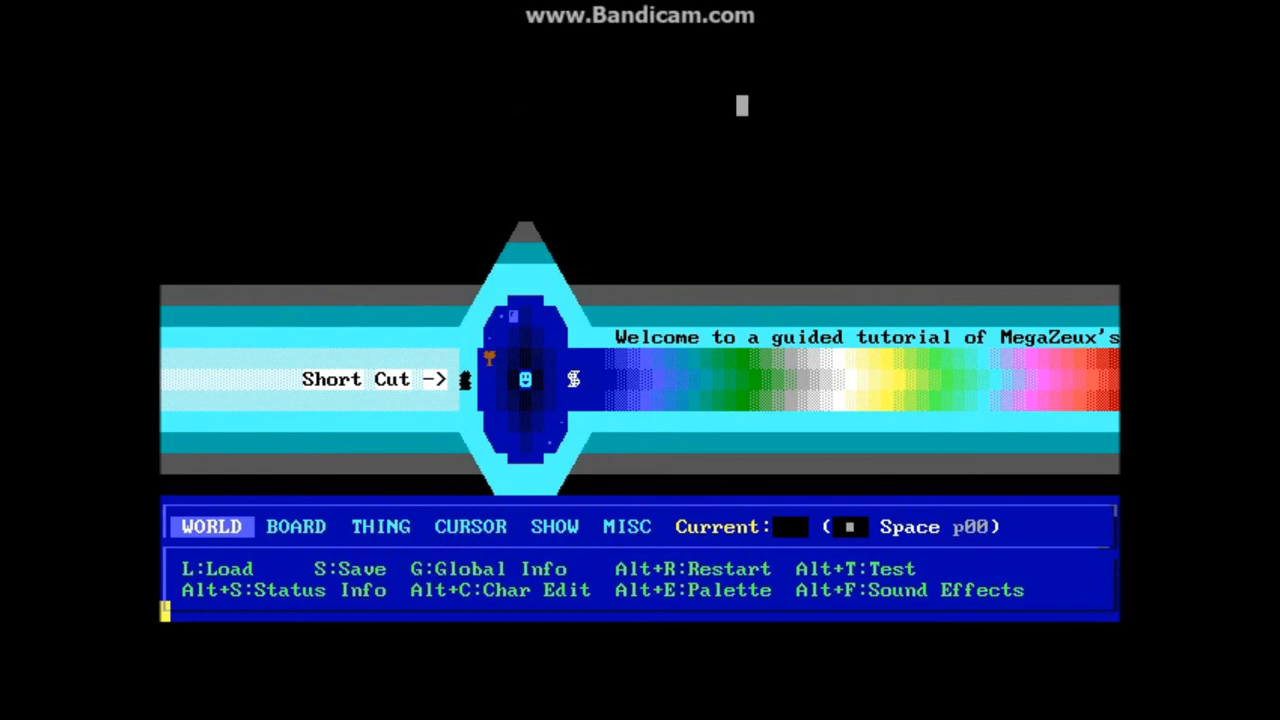 www.Bandicam.com
Welcome to a guided tutorial of MegaZeux's
Short Cut ->
WORLD BOARD THING CURSOR SHOW MISC Current: ( ■ Space p00)
L:Load S:Save G:Global Info Alt+R:Restart Alt+T:Test
Alt+S:Status Info Alt+C:Char Edit Alt+E:Palette Alt+F:Sound Effects